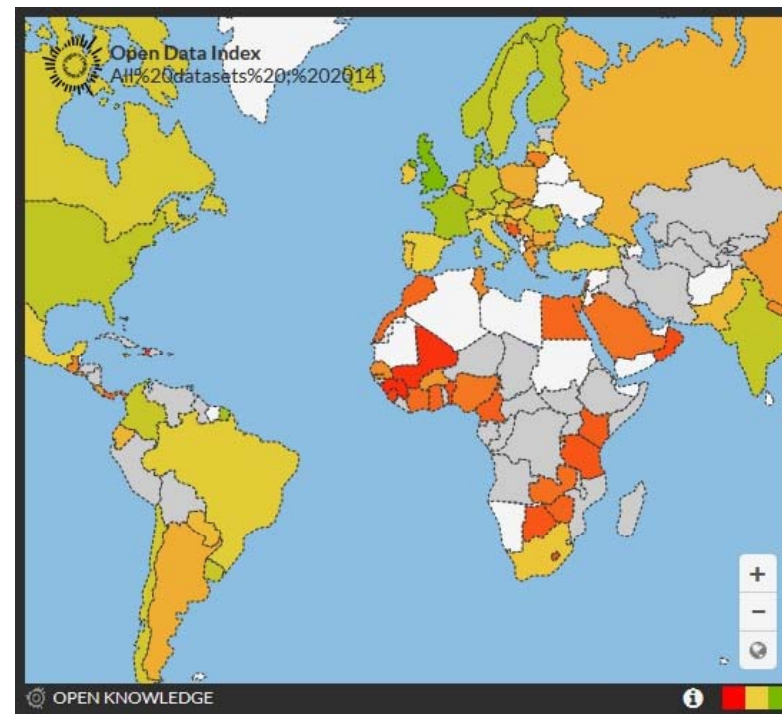 Open Data Index
All%20datasets%20;%202014
+
−
OPEN KNOWLEDGE
i